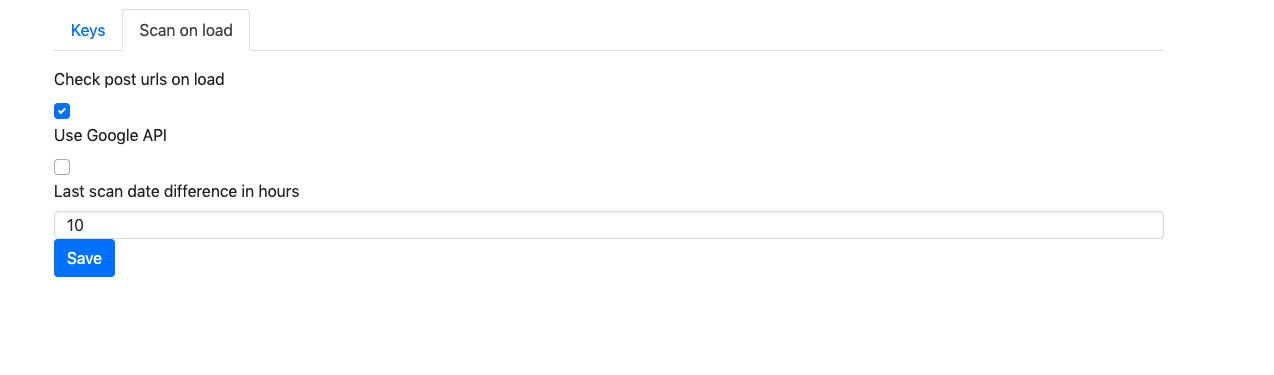 Keys Scan on load
Check post urls on load
Use Google API
Last scan date difference in hours
10
Save